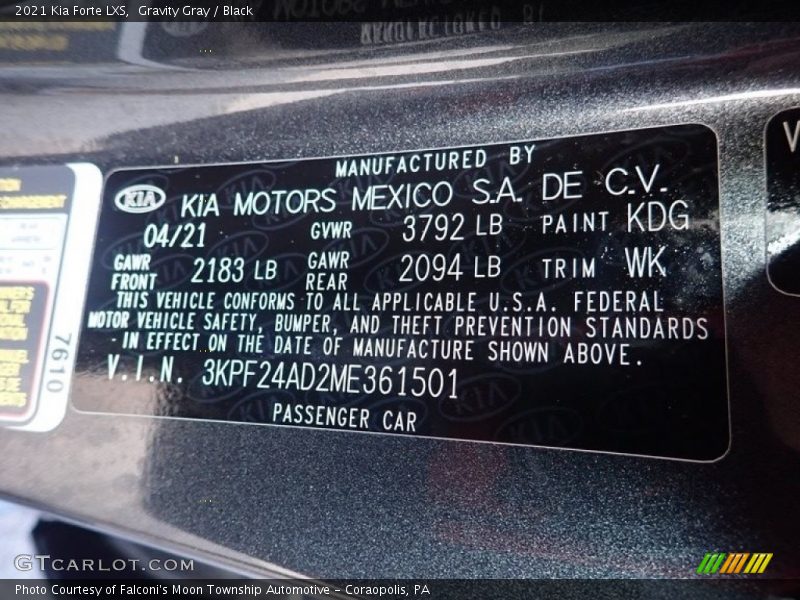 2021 Kia Forte LXS, Gravity Gray / Black
MANUFACTURED BY
KIA KIA MOTORS MEXICO S.A. DE C.V.
04/21 GVWR 3792 LB PAINT KDG
GAWR FRONT 2183 LB GAWR REAR 2094 LB TRIM WK
THIS VEHICLE CONFORMS TO ALL APPLICABLE U.S.A. FEDERAL
MOTOR VEHICLE SAFETY, BUMPER, AND THEFT PREVENTION STANDARDS
IN EFFECT ON THE DATE OF MANUFACTURE SHOWN ABOVE.
V.I.N. 3KPF24AD2ME361501
PASSENGER CAR
7610
GTCARLOT.COM
Photo Courtesy of Falconi's Moon Township Automotive - Coraopolis, PA